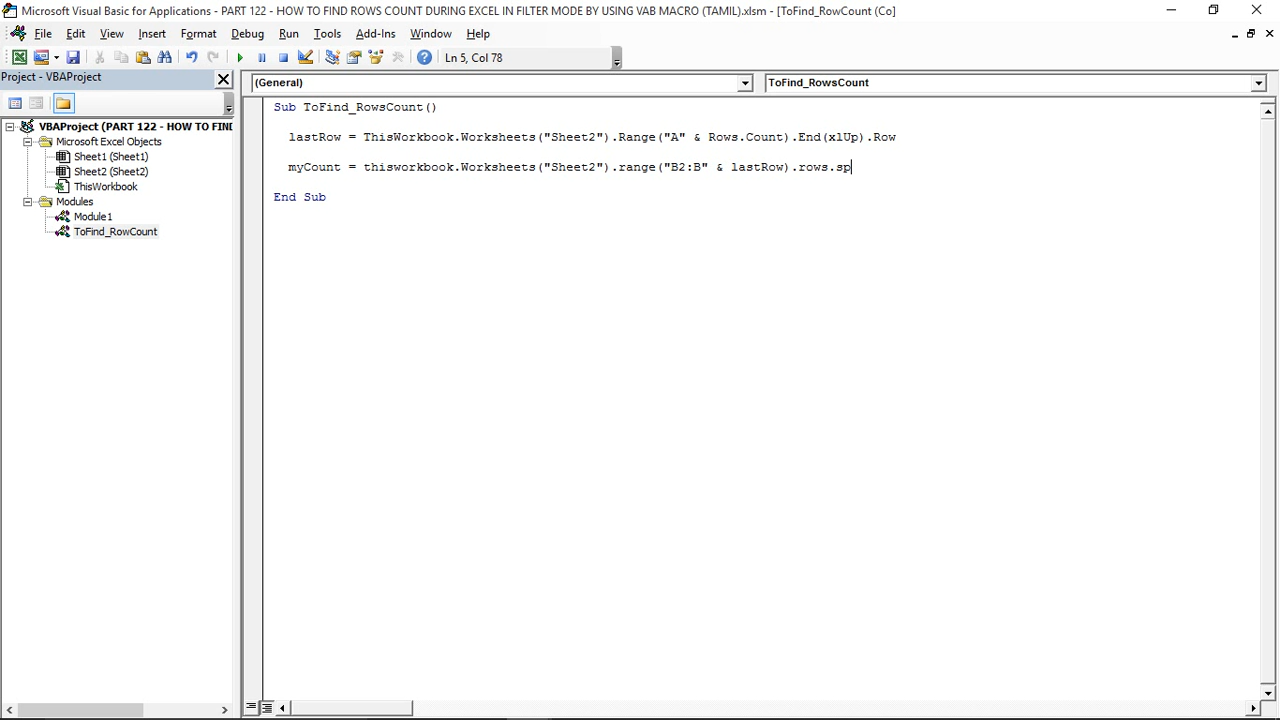 Microsoft Visual Basic for Applications - PART 122 - HOW TO FIND ROWS COUNT DURING EXCEL IN FILTER MODE BY USING VAB MACRO (TAMIL).xlsm - [ToFind_RowCount (Co]
File Edit View Insert Format Debug Run Tools Add-Ins Window Help
Ln 5, Col 78
Project - VBAProject
(General) ToFind_RowsCount
VBAProject (PART 122 - HOW TO FIND
Microsoft Excel Objects
Sheet1 (Sheet1)
Sheet2 (Sheet2)
ThisWorkbook
Modules
Module1
ToFind_RowCount
Sub ToFind_RowsCount()
lastRow = ThisWorkbook.Worksheets("Sheet2").Range("A" & Rows.Count).End(xlUp).Row
myCount = thisworkbook.Worksheets("Sheet2").range("B2:B" & lastRow).rows.sp
End Sub